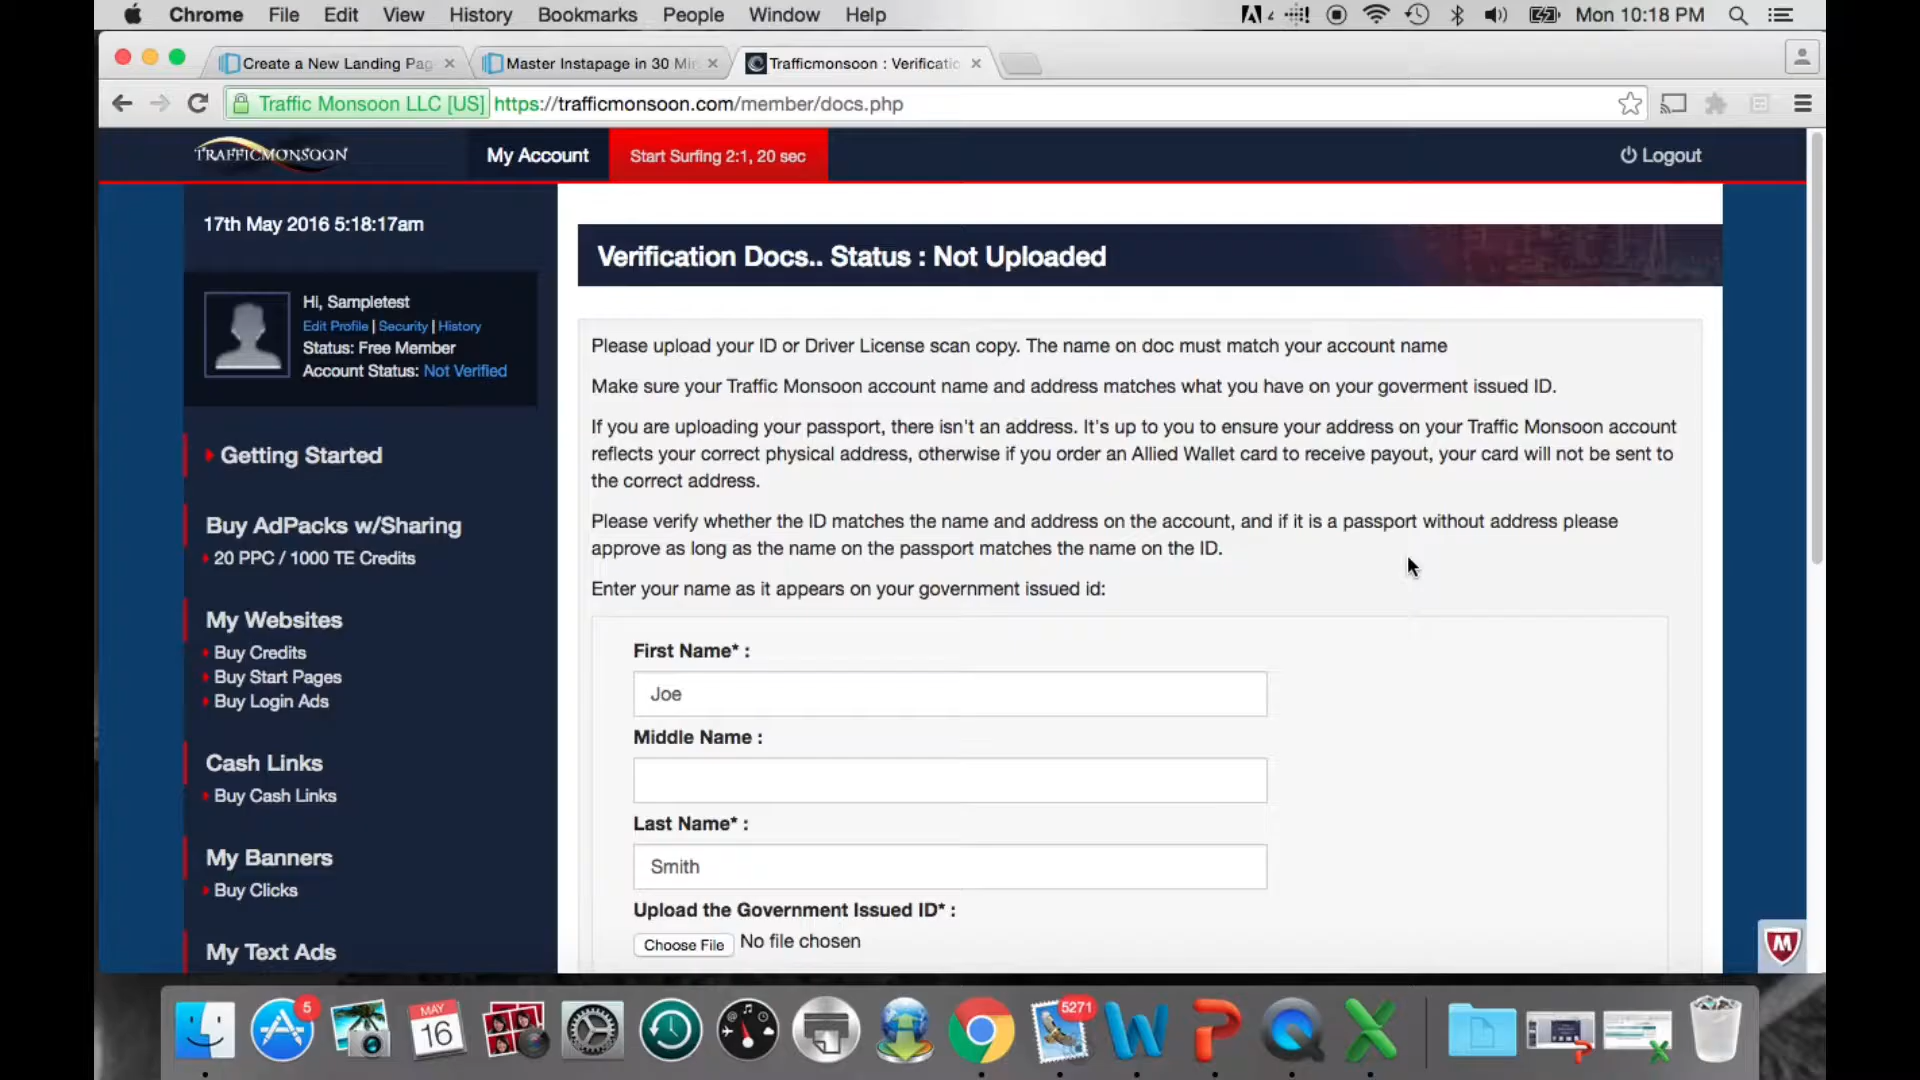 Chrome File Edit View History Bookmarks People Window Help
4 Mon 10:18 PM
Create a New Landing Pag
Master Instapage in 30 Min
Trafficmonsoon : Verificatio
Traffic Monsoon LLC [US] https://trafficmonsoon.com/member/docs.php
TRAFFICMONSOON My Account Start Surfing 2:1, 20 sec Logout
17th May 2016 5:18:17am
Hi, Sampletest
Edit Profile | Security | History
Status: Free Member
Account Status: Not Verified
Getting Started
Buy AdPacks w/Sharing
20 PPC / 1000 TE Credits
My Websites
Buy Credits
Buy Start Pages
Buy Login Ads
Cash Links
Buy Cash Links
My Banners
Buy Clicks
My Text Ads
Verification Docs.. Status : Not Uploaded
Please upload your ID or Driver License scan copy. The name on doc must match your account name
Make sure your Traffic Monsoon account name and address matches what you have on your goverment issued ID.
If you are uploading your passport, there isn't an address. It's up to you to ensure your address on your Traffic Monsoon account
reflects your correct physical address, otherwise if you order an Allied Wallet card to receive payout, your card will not be sent to
the correct address.
Please verify whether the ID matches the name and address on the account, and if it is a passport without address please
approve as long as the name on the passport matches the name on the ID.
Enter your name as it appears on your government issued id:
First Name* :
Joe
Middle Name :
Last Name* :
Smith
Upload the Government Issued ID* :
Choose File No file chosen
M
5
MAY
16
5271
W
P
X